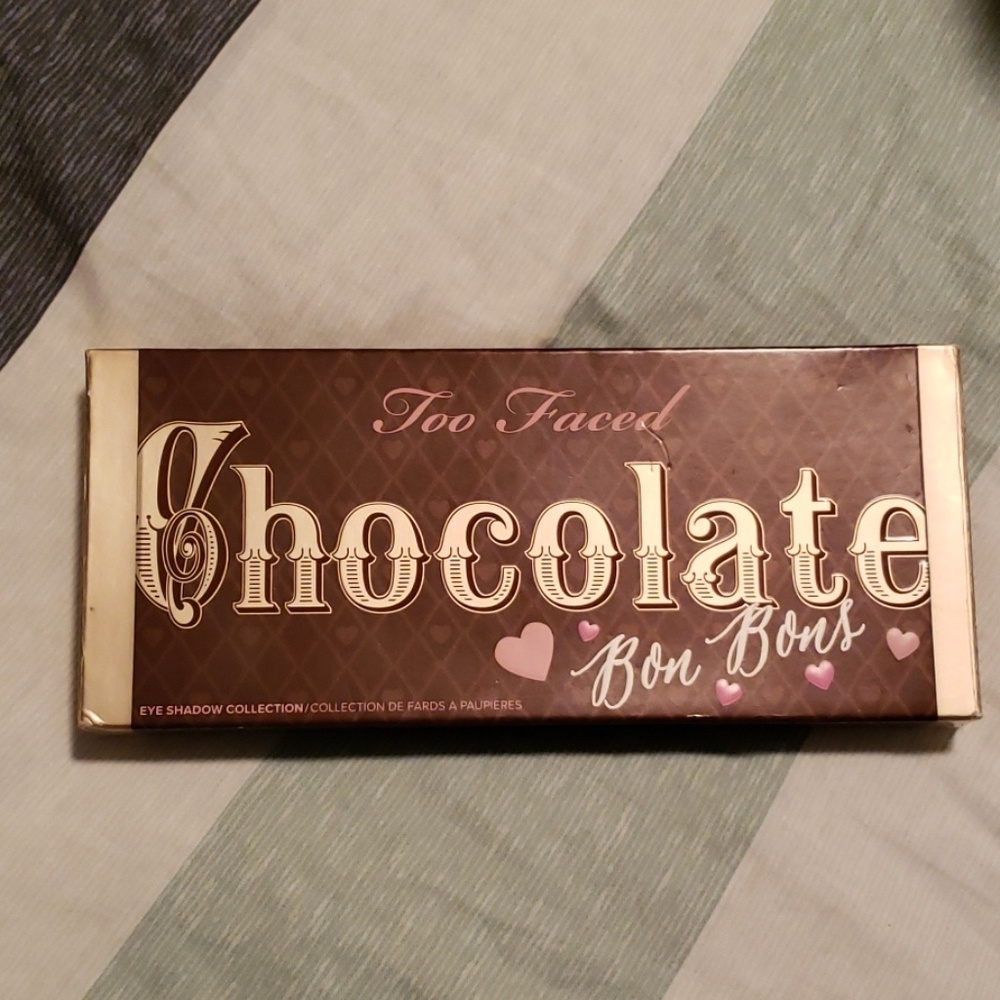 Too Faced
Chocolate
Bon Bons
EYE SHADOW COLLECTION/COLLECTION DE FARDS A PAUPIERES